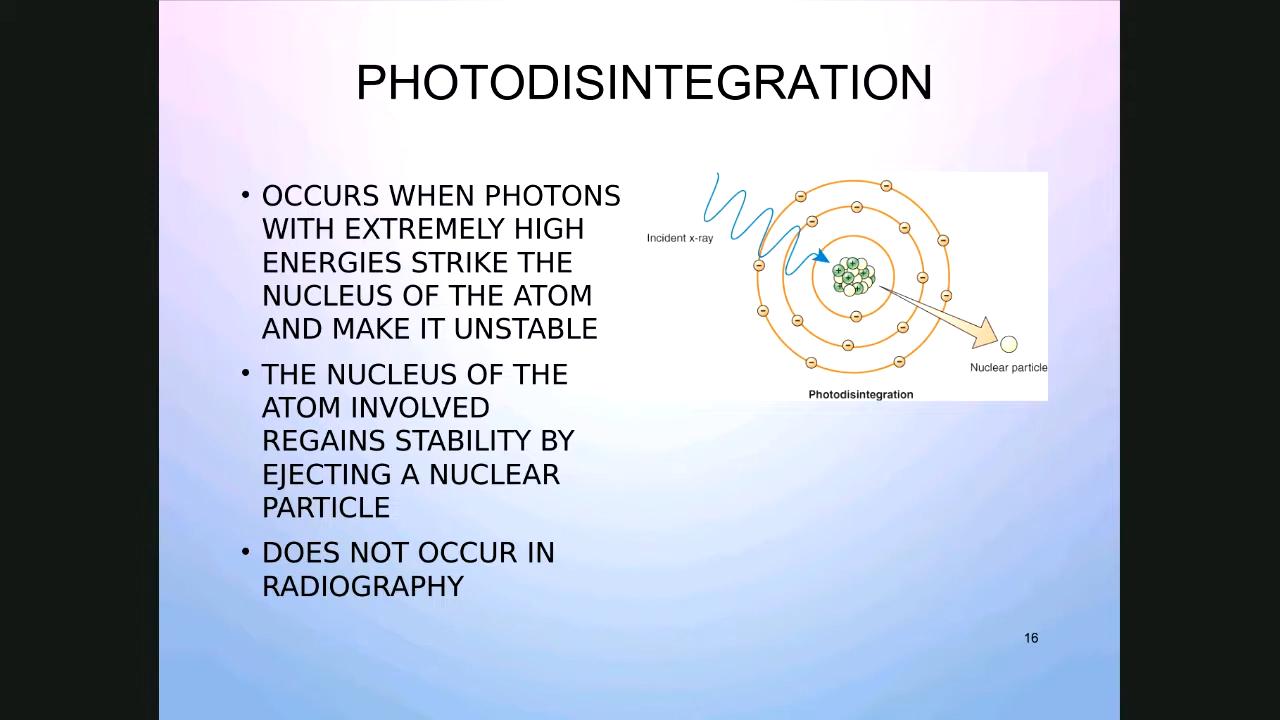 PHOTODISINTEGRATION
• OCCURS WHEN PHOTONS
WITH EXTREMELY HIGH
ENERGIES STRIKE THE
NUCLEUS OF THE ATOM
AND MAKE IT UNSTABLE
• THE NUCLEUS OF THE
ATOM INVOLVED
REGAINS STABILITY BY
EJECTING A NUCLEAR
PARTICLE
• DOES NOT OCCUR IN
RADIOGRAPHY
Incident x-ray
Nuclear particle
Photodisintegration
16